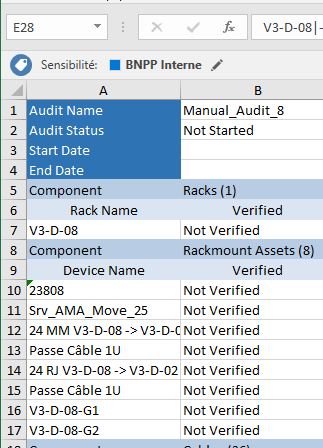 E28 fx V3-D-08|
Sensibilité: BNPP Interne
A B
1 Audit Name Manual_Audit_8
2 Audit Status Not Started
3 Start Date
4 End Date
5 Component Racks (1)
6 Rack Name Verified
7 V3-D-08 Not Verified
8 Component Rackmount Assets (8)
9 Device Name Verified
10 23808 Not Verified
11 Srv_AMA_Move_25 Not Verified
12 24 MM V3-D-08 -> V3-D-0 Not Verified
13 Passe Câble 1U Not Verified
14 24 RJ V3-D-08 -> V3-D-02 Not Verified
15 Passe Câble 1U Not Verified
16 V3-D-08-G1 Not Verified
17 V3-D-08-G2 Not Verified